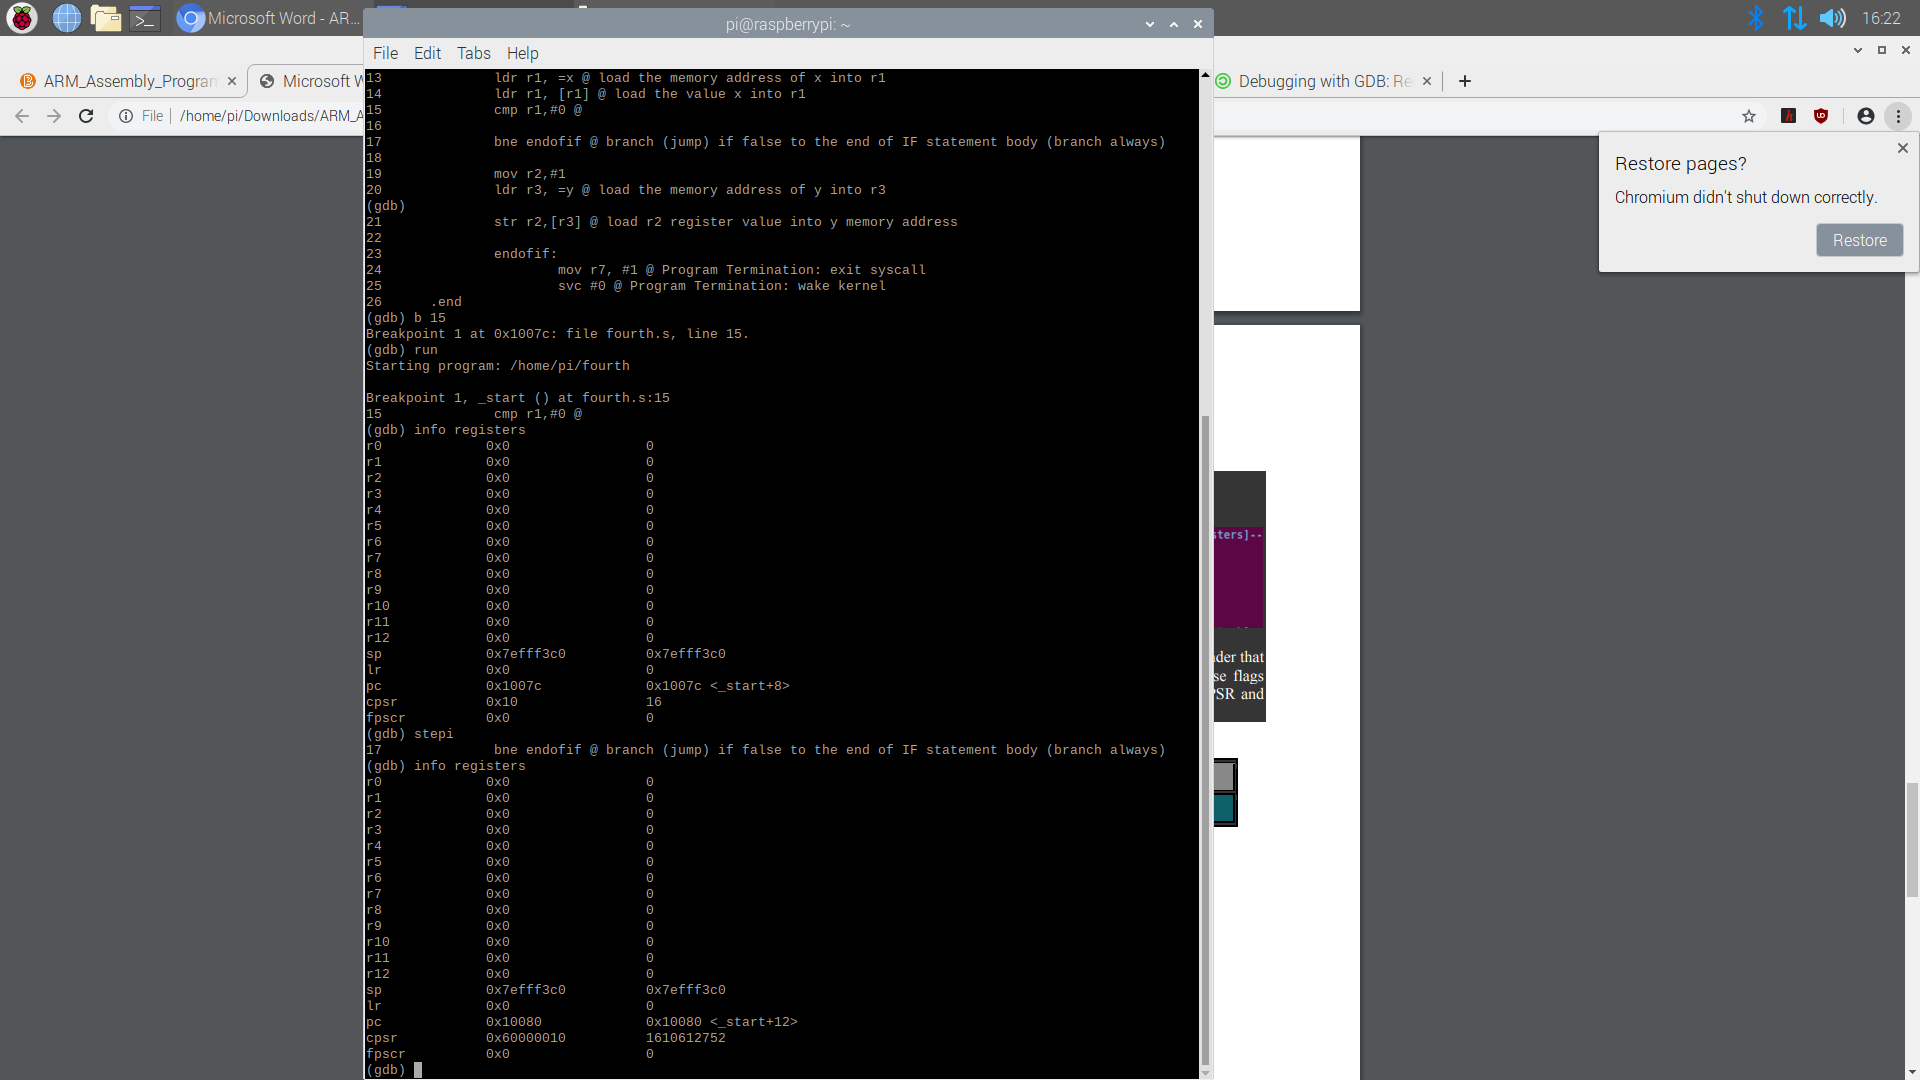 Microsoft Word - AR...
pi@raspberrypi: ~
16:22
File Edit Tabs Help
ARM_Assembly_Progran
Microsoft W
Debugging with GDB: Re
File | /home/pi/Downloads/ARM_A
13 ldr r1, =x @ load the memory address of x into r1
14 ldr r1, [r1] @ load the value x into r1
15 cmp r1,#0 @
16
17 bne endofif @ branch (jump) if false to the end of IF statement body (branch always)
18
19 mov r2,#1
20 ldr r3, =y @ load the memory address of y into r3
(gdb)
21 str r2,[r3] @ load r2 register value into y memory address
22
23 endofif:
24 mov r7, #1 @ Program Termination: exit syscall
25 svc #0 @ Program Termination: wake kernel
26 .end
(gdb) b 15
Breakpoint 1 at 0x1007c: file fourth.s, line 15.
(gdb) run
Starting program: /home/pi/fourth
Breakpoint 1, _start () at fourth.s:15
15 cmp r1,#0 @
(gdb) info registers
r0 0x0 0
r1 0x0 0
r2 0x0 0
r3 0x0 0
r4 0x0 0
r5 0x0 0
r6 0x0 0
r7 0x0 0
r8 0x0 0
r9 0x0 0
r10 0x0 0
r11 0x0 0
r12 0x0 0
sp 0x7efff3c0 0x7efff3c0
lr 0x0 0
pc 0x1007c 0x1007c <_start+8>
cpsr 0x10 16
fpscr 0x0 0
(gdb) stepi
17 bne endofif @ branch (jump) if false to the end of IF statement body (branch always)
(gdb) info registers
r0 0x0 0
r1 0x0 0
r2 0x0 0
r3 0x0 0
r4 0x0 0
r5 0x0 0
r6 0x0 0
r7 0x0 0
r8 0x0 0
r9 0x0 0
r10 0x0 0
r11 0x0 0
r12 0x0 0
sp 0x7efff3c0 0x7efff3c0
lr 0x0 0
pc 0x10080 0x10080 <_start+12>
cpsr 0x60000010 1610612752
fpscr 0x0 0
(gdb)
Restore pages?
Chromium didn't shut down correctly.
Restore
sters]--
der that
se flags
PSR and